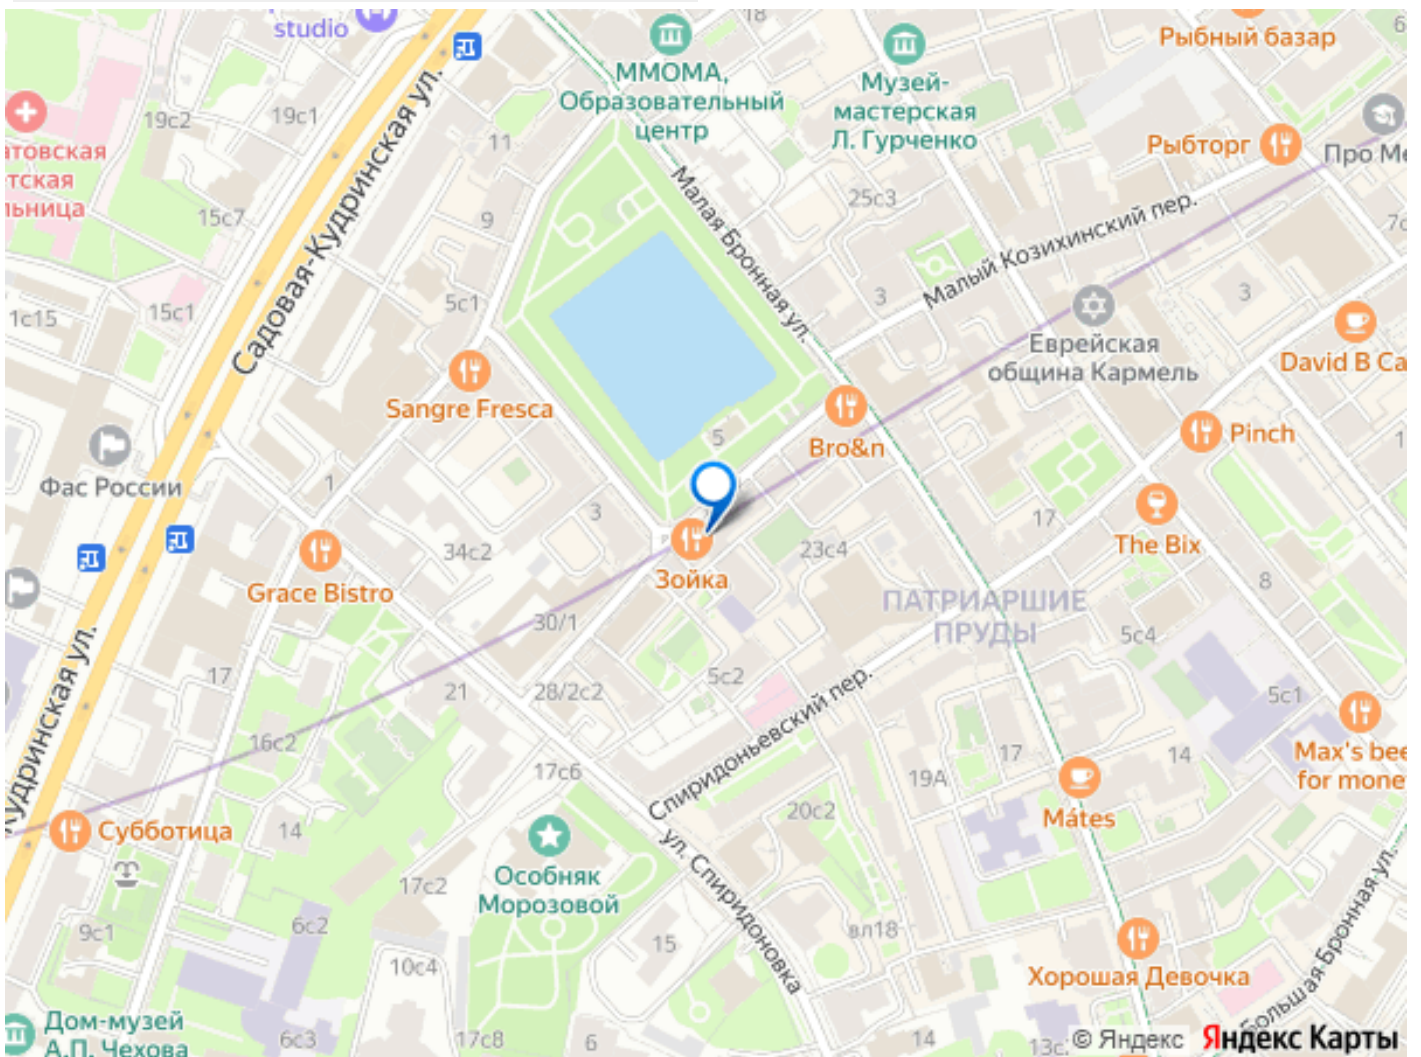 studio
18
Рыбный базар
6
ММОМА,
Образовательный
центр
Музей-
мастерская
Л. Гурченко
19с2
19с1
11
Рыбторг
Про Ме
атовская
тская
льница
Садовая-Кудринская ул.
15с7
9
Малая Бронная ул.
25с3
Малый Козихинский пер.
7с
1с15
15с1
5с1
3
3
Еврейская
община Кармель
David B Ca
Sangre Fresca
5
Bro&n
Pinch
1
Фас России
1
3
17
34с2
23с4
The Bix
Зойка
Grace Bistro
8
ПАТРИАРШИЕ
ПРУДЫ
30/1
5с4
Кудринская ул.
17
21
28/2с2
5с2
Спиридоньевский пер.
5с1
16с2
17
14
Max's bee
for mone
17с6
19А
20с2
Mátes
Субботица
14
ул. Спиридоновка
Особняк
Морозовой
17с2
Большая Бронная ул.
9с1
6с2
15
вл18
10с4
Хорошая Девочка
Дом-музей
А.П. Чехова
6с3
17с8
6
14
13с
© Яндекс Яндекс Карты